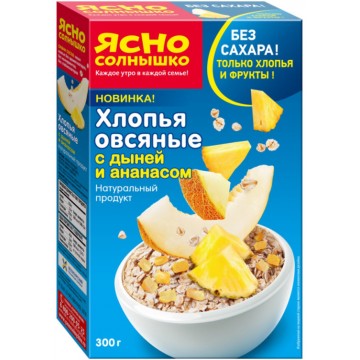 ЯСНО
СОЛНЫШКО
Каждое утро в каждой семье!
БЕЗ
САХАРА!
ТОЛЬКО ХЛОПЬЯ
И ФРУКТЫ !
НОВИНКА!
Хлопья
овсяные
с дыней
и ананасом
Натуральный
продукт
300 г